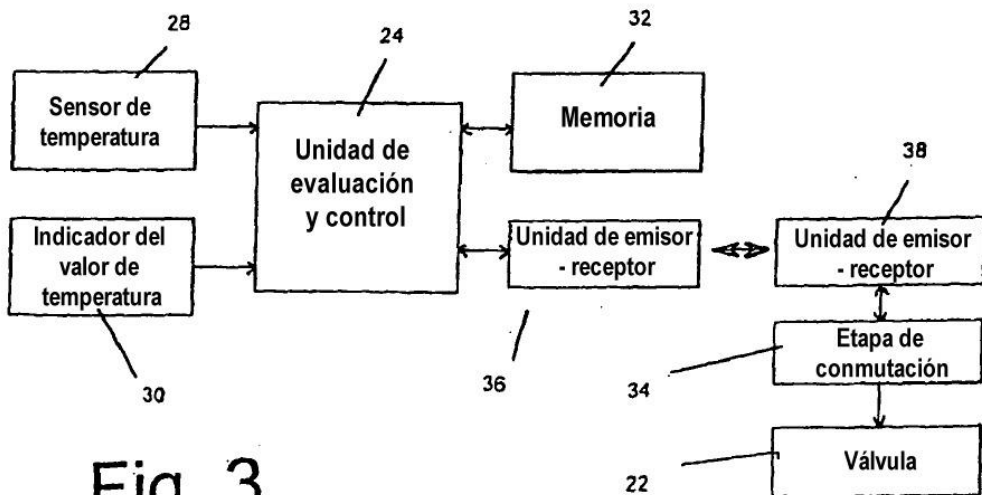 28
24
32
Sensor de
temperatura
Unidad de
evaluación
y control
Memoria
38
Indicador del
valor de
temperatura
Unidad de emisor
- receptor
Unidad de emisor
- receptor
30
36
34
Etapa de
conmutación
22
Válvula
Fig. 3